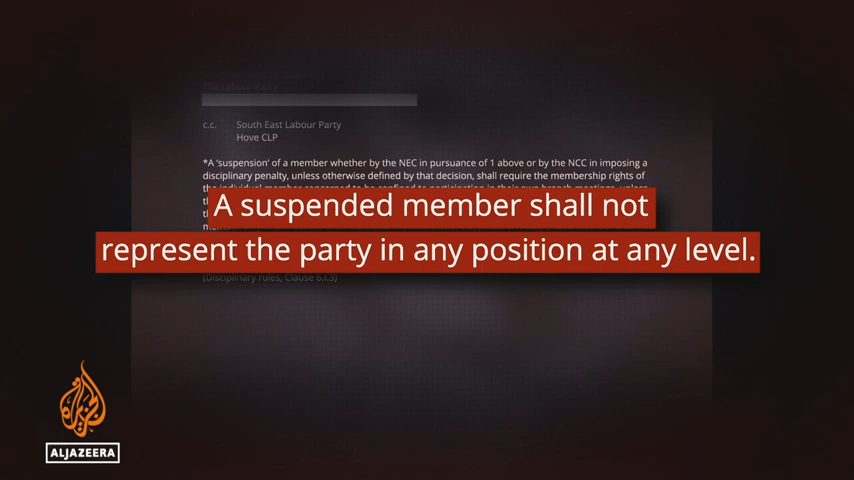 The Labour Party
c.c. South East Labour Party
Hove CLP
*A ‘suspension’ of a member whether by the NEC in pursuance of 1 above or by the NCC in imposing a
disciplinary penalty, unless otherwise defined by that decision, shall require the membership rights of
A suspended member shall not
represent the party in any position at any level.
(Disciplinary rules, Clause 6.I.3)
ALJAZEERA